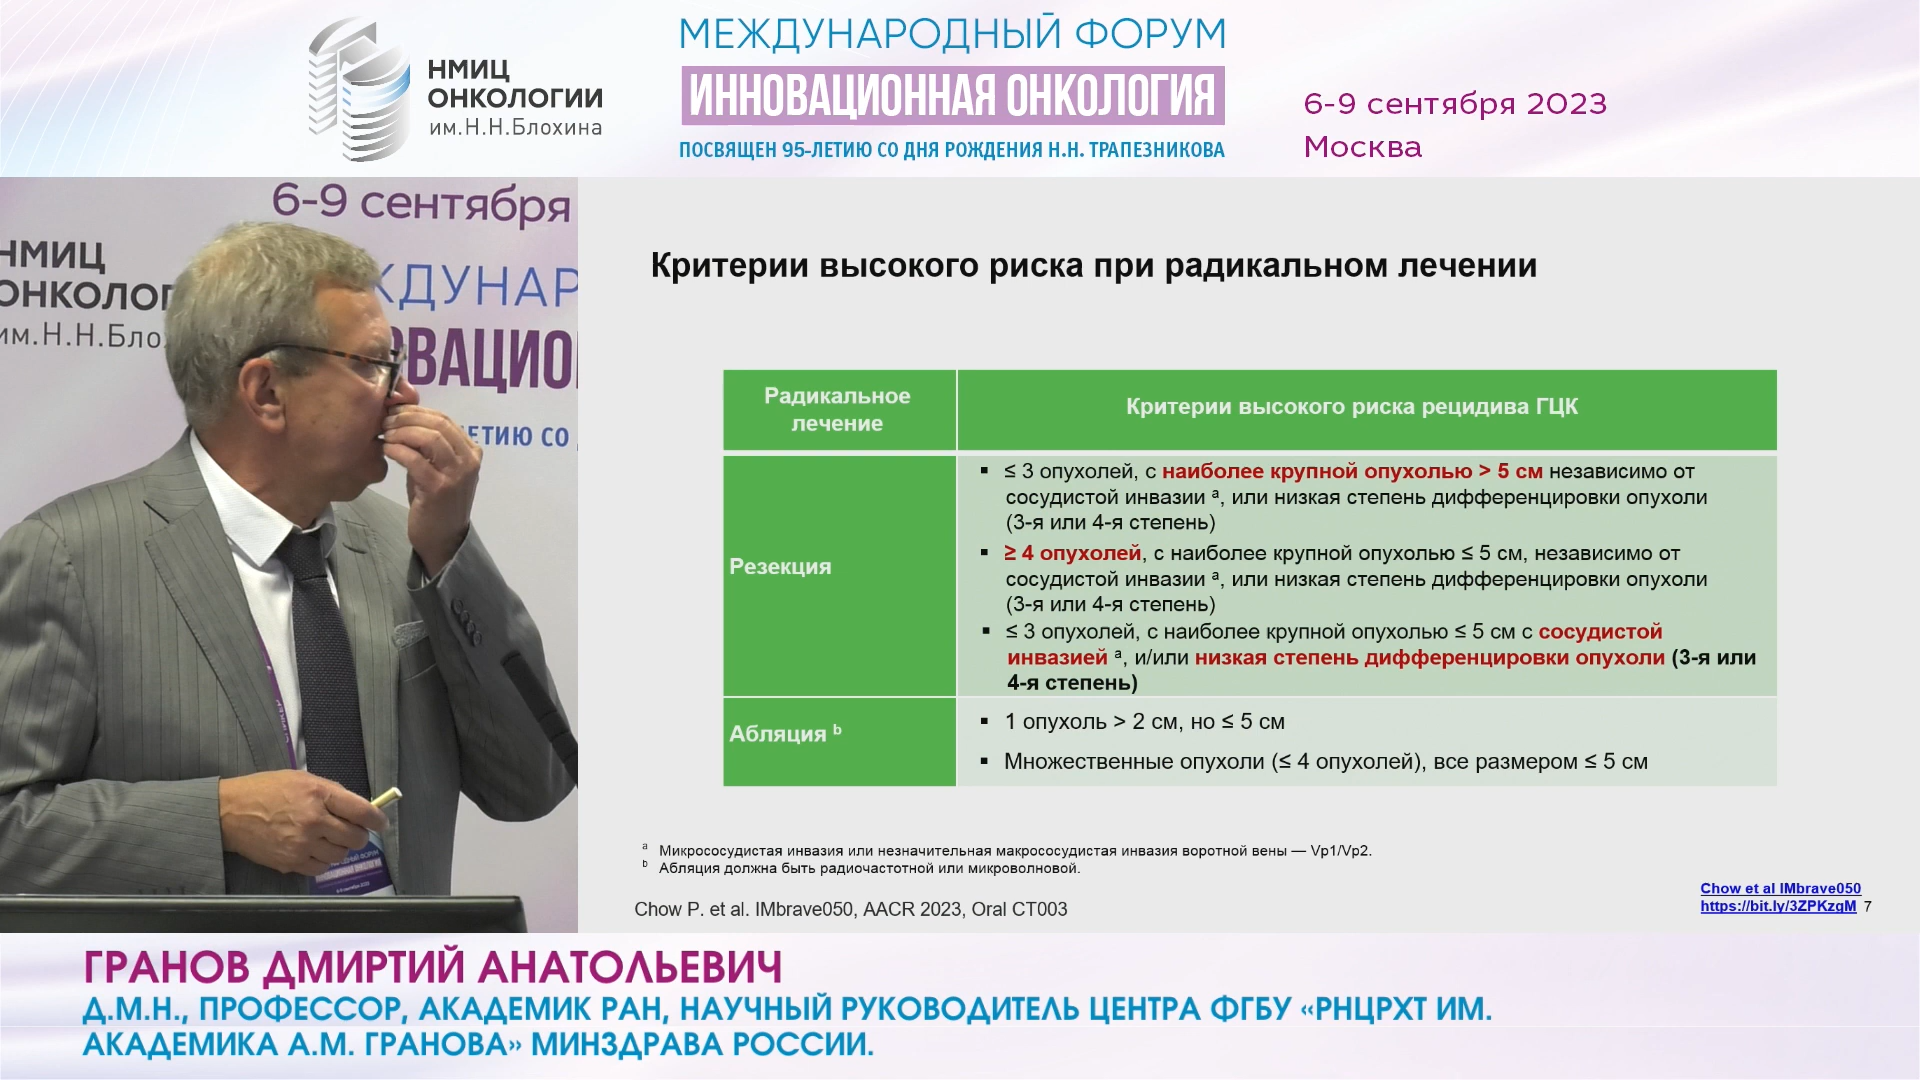 НМИЦ
ОНКОЛОГИИ
им.Н.Н.Блохина
МЕЖДУНАРОДНЫЙ ФОРУМ
ИННОВАЦИОННАЯ ОНКОЛОГИЯ
ПОСВЯЩЕН 95-ЛЕТИЮ СО ДНЯ РОЖДЕНИЯ Н.Н. ТРАПЕЗНИКОВА
6-9 сентября 2023
Москва
6-9 сентября
НМИЦ
ОНКОЛОГ
им.Н.Н.Бло
ЖДУНАР
ОВАЦИОН
ЛЕТИЮ СО
Критерии высокого риска при радикальном лечении
Радикальное
лечение
Критерии высокого риска рецидива ГЦК
Резекция
▪ ≤ 3 опухолей, с наиболее крупной опухолью > 5 см независимо от
сосудистой инвазии ª, или низкая степень дифференцировки опухоли
(3-я или 4-я степень)
▪ ≥ 4 опухолей, с наиболее крупной опухолью ≤ 5 см, независимо от
сосудистой инвазии ª, или низкая степень дифференцировки опухоли
(3-я или 4-я степень)
▪ ≤ 3 опухолей, с наиболее крупной опухолью ≤ 5 см с сосудистой
инвазией ª, и/или низкая степень дифференцировки опухоли (3-я или
4-я степень)
Абляция ᵇ
▪ 1 опухоль > 2 см, но ≤ 5 см
▪ Множественные опухоли (≤ 4 опухолей), все размером ≤ 5 см
ª Микрососудистая инвазия или незначительная макрососудистая инвазия воротной вены — Vp1/Vp2.
ᵇ Абляция должна быть радиочастотной или микроволновой.
Chow P. et al. IMbrave050, AACR 2023, Oral CT003
Chow et al IMbrave050
https://bit.ly/3ZPKzqM 7
ГРАНОВ ДМИРТИЙ АНАТОЛЬЕВИЧ
Д.М.Н., ПРОФЕССОР, АКАДЕМИК РАН, НАУЧНЫЙ РУКОВОДИТЕЛЬ ЦЕНТРА ФГБУ «РНЦРХТ ИМ.
АКАДЕМИКА А.М. ГРАНОВА» МИНЗДРАВА РОССИИ.